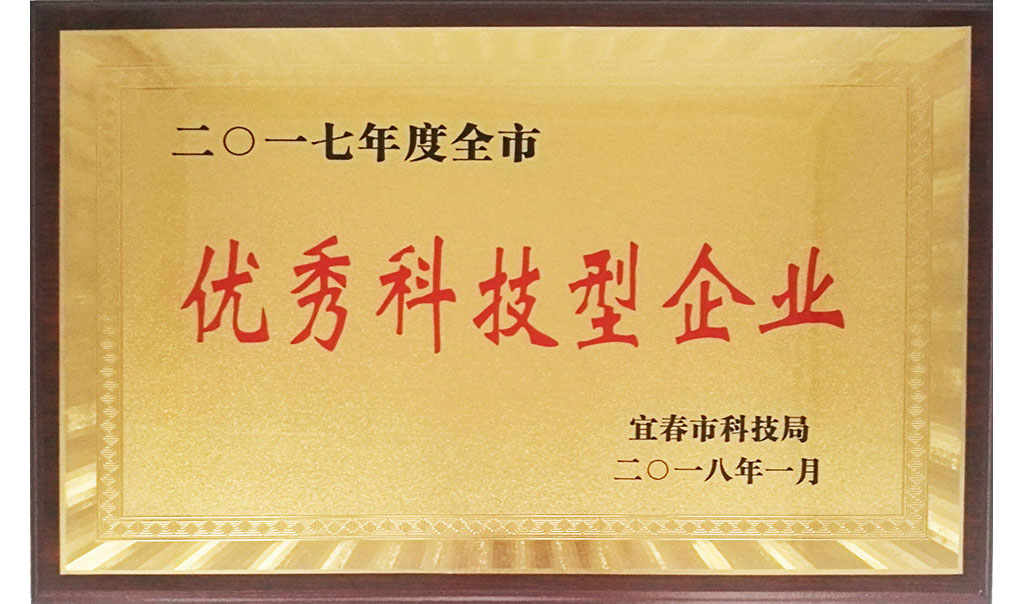 二〇一七年度全市
优秀科技型企业
宜春市科技局
二〇一八年一月